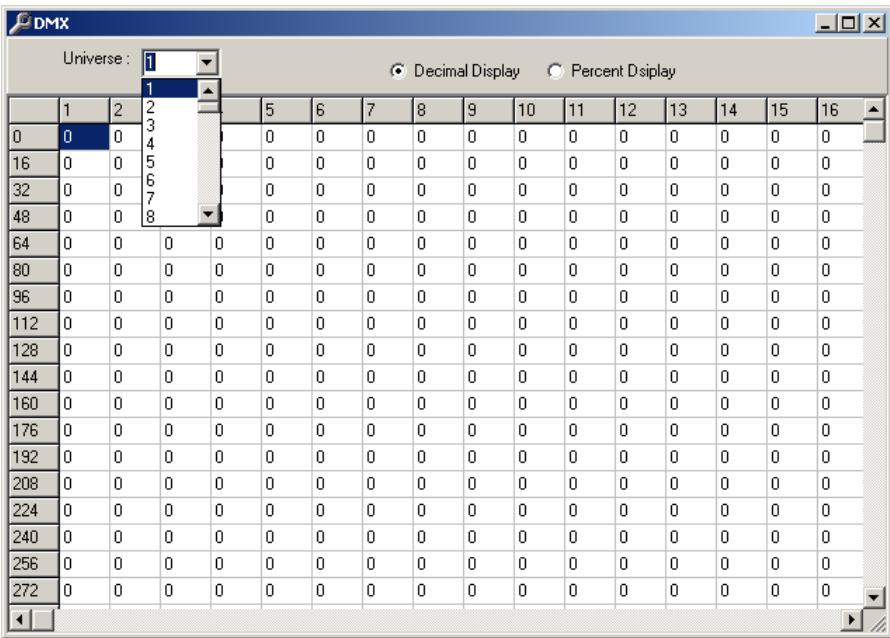 DMX
Universe : 1
Decimal Display Percent Dsiplay
1
2
3
4
5
6
7
8
1 2 5 6 7 8 9 10 11 12 13 14 15 16
0 0 0 0 0 0 0 0 0 0 0 0 0 0 0
16 0 0 0 0 0 0 0 0 0 0 0 0 0 0
32 0 0 0 0 0 0 0 0 0 0 0 0 0 0
48 0 0 0 0 0 0 0 0 0 0 0 0 0 0
64 0 0 0 0 0 0 0 0 0 0 0 0 0 0 0 0
80 0 0 0 0 0 0 0 0 0 0 0 0 0 0 0 0
96 0 0 0 0 0 0 0 0 0 0 0 0 0 0 0 0
112 0 0 0 0 0 0 0 0 0 0 0 0 0 0 0 0
128 0 0 0 0 0 0 0 0 0 0 0 0 0 0 0 0
144 0 0 0 0 0 0 0 0 0 0 0 0 0 0 0 0
160 0 0 0 0 0 0 0 0 0 0 0 0 0 0 0 0
176 0 0 0 0 0 0 0 0 0 0 0 0 0 0 0 0
192 0 0 0 0 0 0 0 0 0 0 0 0 0 0 0 0
208 0 0 0 0 0 0 0 0 0 0 0 0 0 0 0 0
224 0 0 0 0 0 0 0 0 0 0 0 0 0 0 0 0
240 0 0 0 0 0 0 0 0 0 0 0 0 0 0 0 0
256 0 0 0 0 0 0 0 0 0 0 0 0 0 0 0 0
272 0 0 0 0 0 0 0 0 0 0 0 0 0 0 0 0